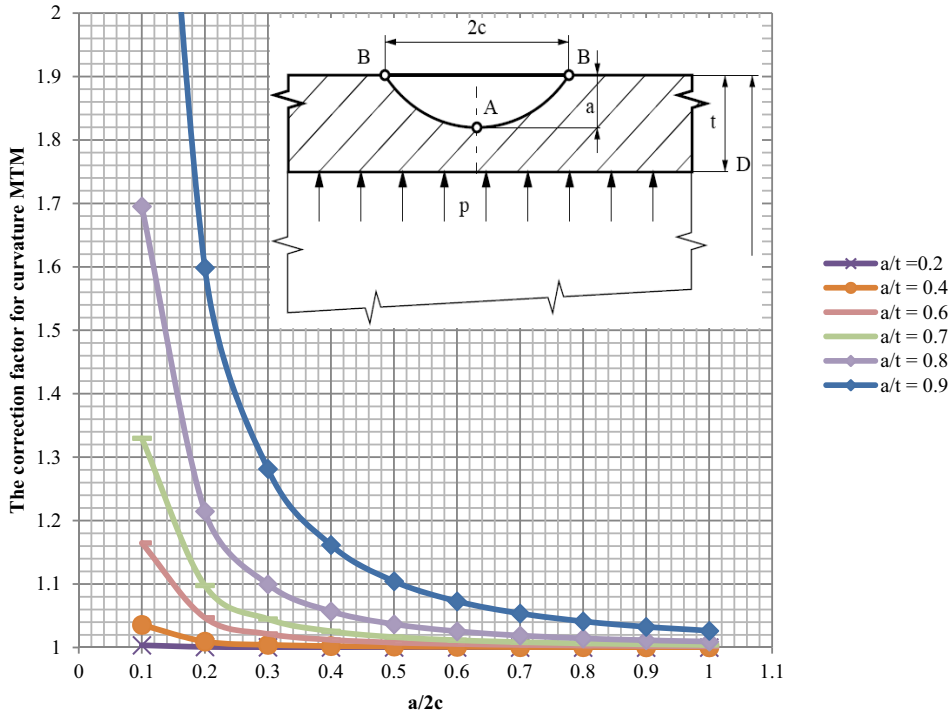 The correction factor for curvature MTM
2
1.9
1.8
1.7
1.6
1.5
1.4
1.3
1.2
1.1
1
0 0.1 0.2 0.3 0.4 0.5 0.6 0.7 0.8 0.9 1 1.1
a/2c
2c
B B
A
a
t
D
p
a/t =0.2
a/t = 0.4
a/t = 0.6
a/t = 0.7
a/t = 0.8
a/t = 0.9